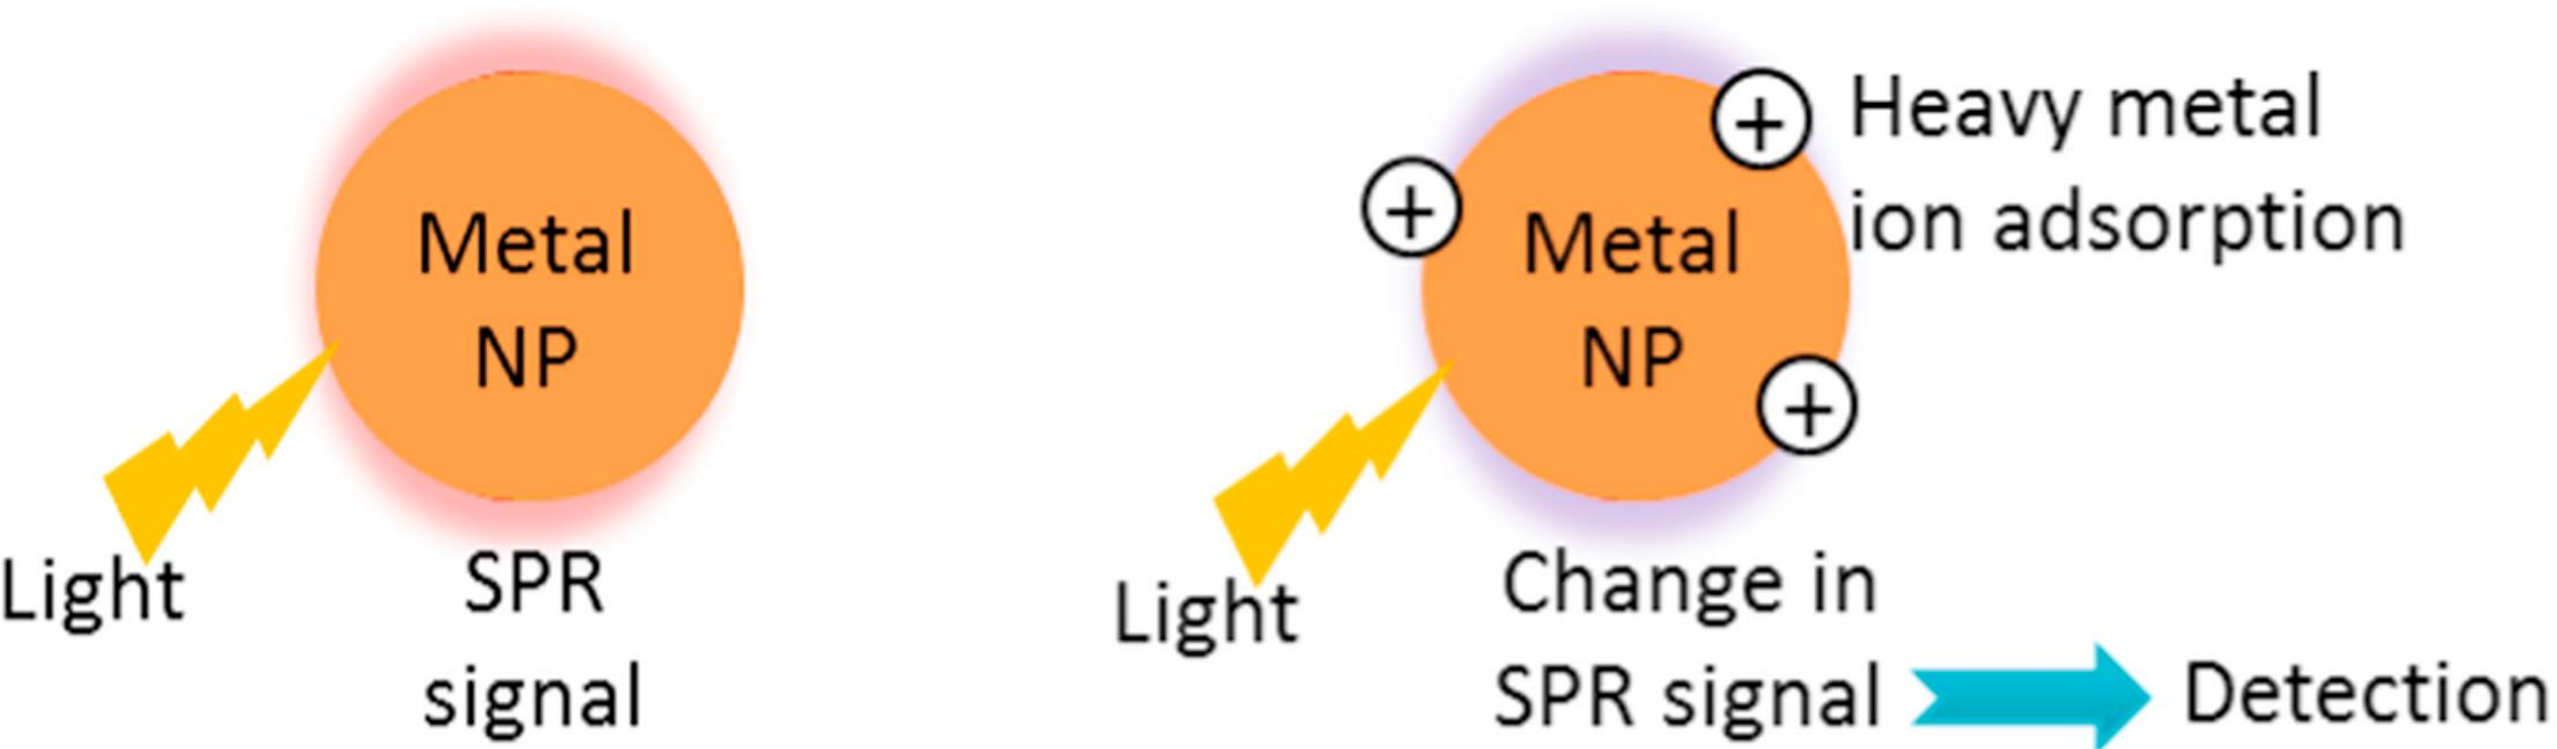 Metal
NP
Light
SPR
signal
+
+
+
Heavy metal
ion adsorption
Metal
NP
Light
Change in
SPR signal
Detection